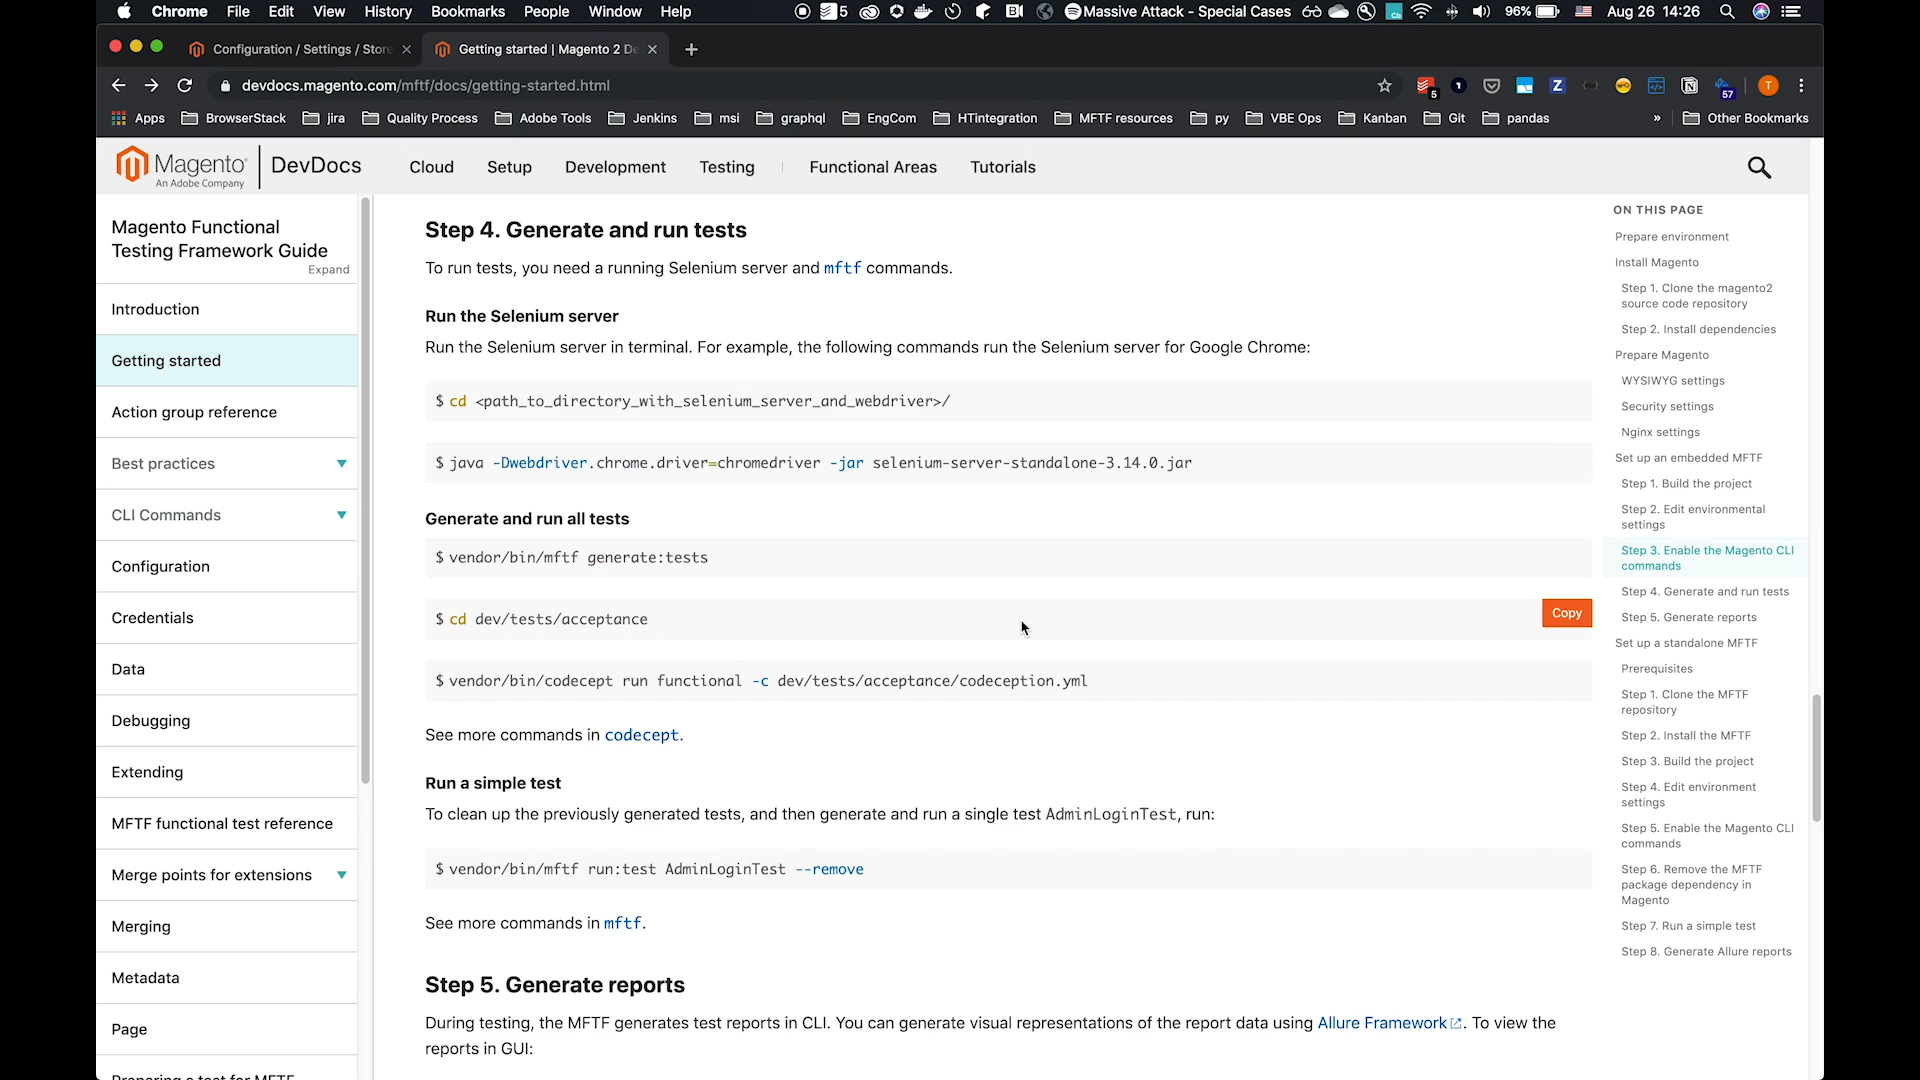 Chrome File Edit View History Bookmarks People Window Help 5 Massive Attack - Special Cases 96% Aug 26 14:26
Configuration / Settings / Store
Getting started | Magento 2 De
devdocs.magento.com/mftf/docs/getting-started.html
5 1 Z 57 T
Apps BrowserStack jira Quality Process Adobe Tools Jenkins msi graphql EngCom HTintegration MFTF resources py VBE Ops Kanban Git pandas » Other Bookmarks
Magento
An Adobe Company
DevDocs
Cloud Setup Development Testing Functional Areas Tutorials
Magento Functional
Testing Framework Guide
Expand
Introduction
Getting started
Action group reference
Best practices
CLI Commands
Configuration
Credentials
Data
Debugging
Extending
MFTF functional test reference
Merge points for extensions
Merging
Metadata
Page
Preparing a test for MFTF
Step 4. Generate and run tests
To run tests, you need a running Selenium server and mftf commands.
Run the Selenium server
Run the Selenium server in terminal. For example, the following commands run the Selenium server for Google Chrome:
$ cd <path_to_directory_with_selenium_server_and_webdriver>/
$ java -Dwebdriver.chrome.driver=chromedriver -jar selenium-server-standalone-3.14.0.jar
Generate and run all tests
$ vendor/bin/mftf generate:tests
$ cd dev/tests/acceptance
Copy
$ vendor/bin/codecept run functional -c dev/tests/acceptance/codeception.yml
See more commands in codecept.
Run a simple test
To clean up the previously generated tests, and then generate and run a single test AdminLoginTest, run:
$ vendor/bin/mftf run:test AdminLoginTest --remove
See more commands in mftf.
Step 5. Generate reports
During testing, the MFTF generates test reports in CLI. You can generate visual representations of the report data using Allure Framework. To view the
reports in GUI:
ON THIS PAGE
Prepare environment
Install Magento
Step 1. Clone the magento2
source code repository
Step 2. Install dependencies
Prepare Magento
WYSIWYG settings
Security settings
Nginx settings
Set up an embedded MFTF
Step 1. Build the project
Step 2. Edit environmental
settings
Step 3. Enable the Magento CLI
commands
Step 4. Generate and run tests
Step 5. Generate reports
Set up a standalone MFTF
Prerequisites
Step 1. Clone the MFTF
repository
Step 2. Install the MFTF
Step 3. Build the project
Step 4. Edit environment
settings
Step 5. Enable the Magento CLI
commands
Step 6. Remove the MFTF
package dependency in
Magento
Step 7. Run a simple test
Step 8. Generate Allure reports